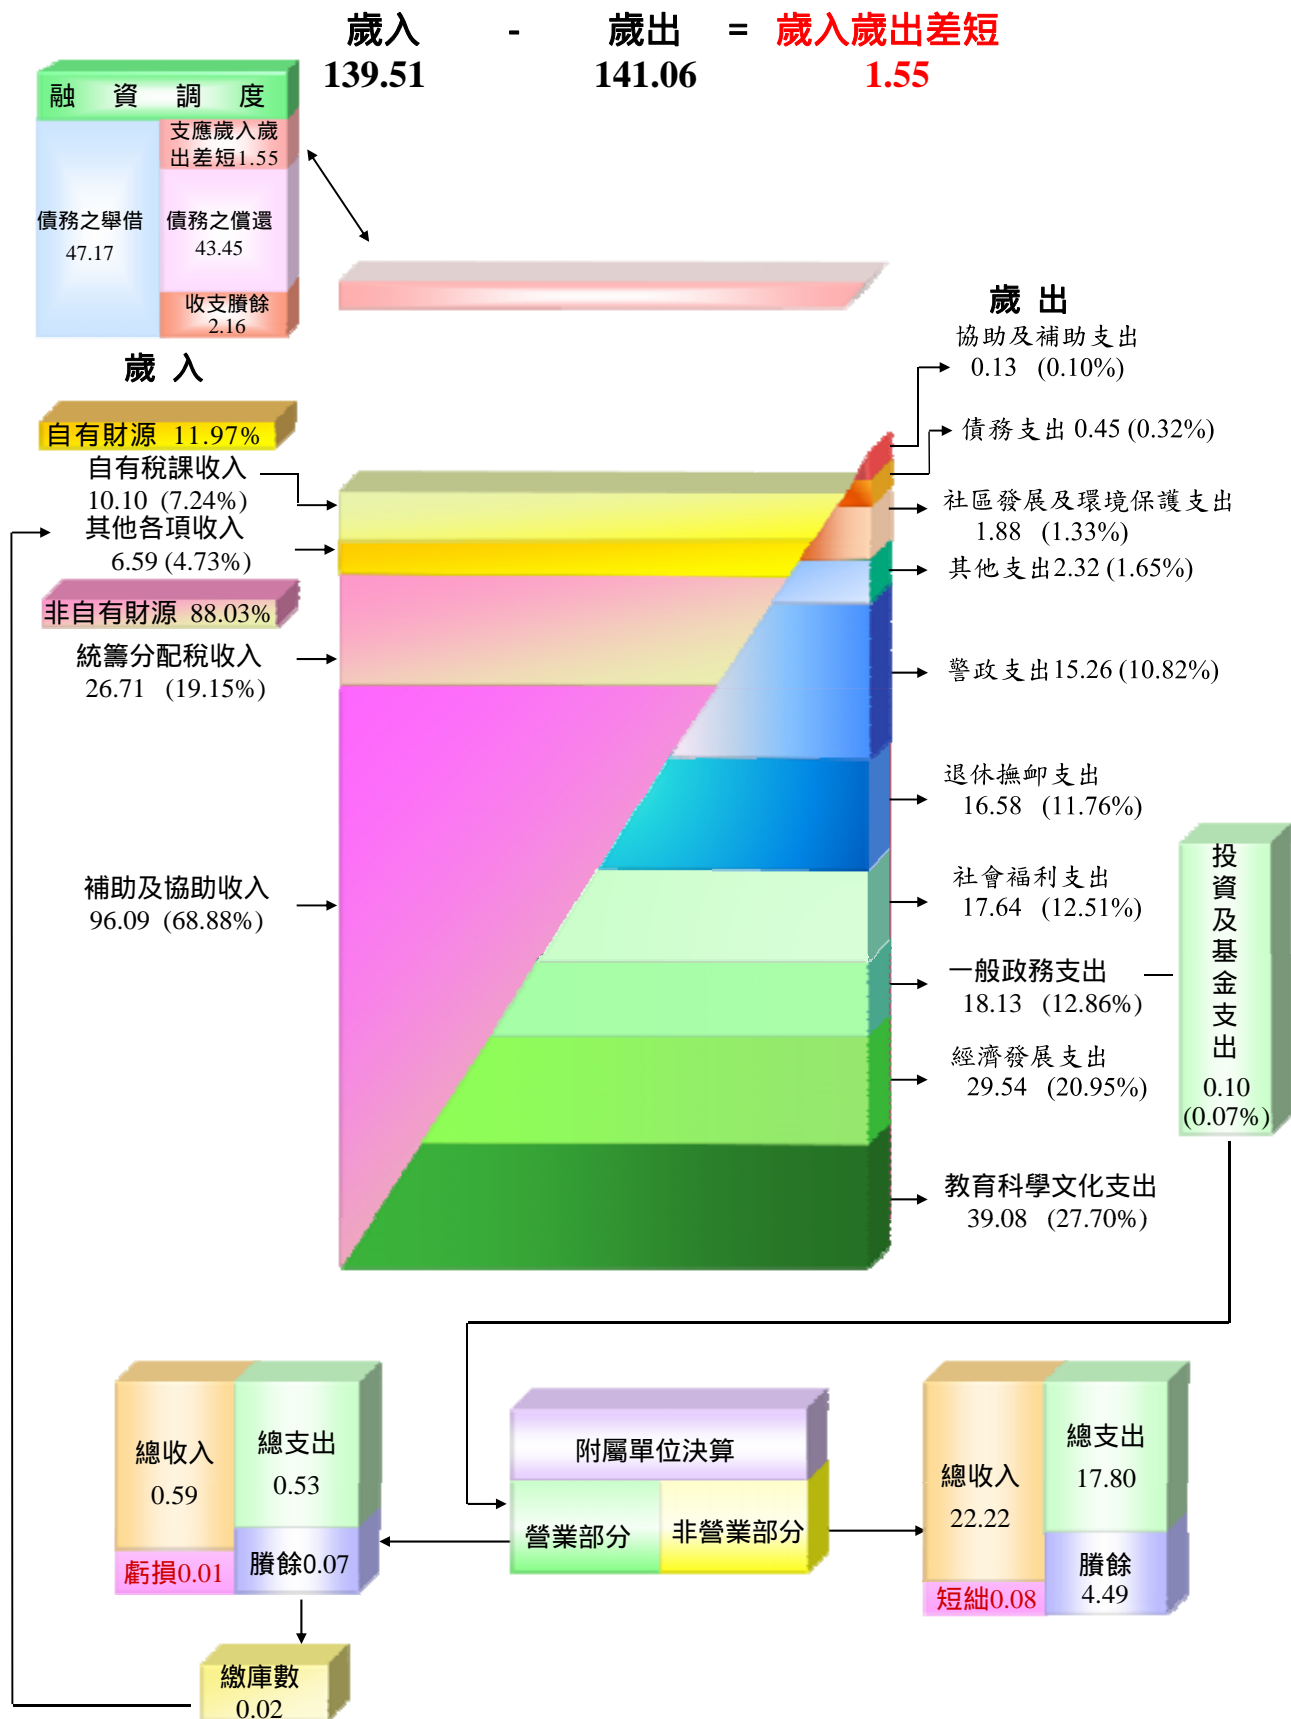 歲入 - 歲出 = 歲入歲出差短
139.51 141.06 1.55
融資調度
支應歲入歲
出差短1.55
債務之舉借
47.17
債務之償還
43.45
收支賸餘
2.16
歲入
自有財源 11.97%
自有稅課收入
10.10 (7.24%)
其他各項收入
6.59 (4.73%)
非自有財源 88.03%
統籌分配稅收入
26.71 (19.15%)
補助及協助收入
96.09 (68.88%)
歲出
協助及補助支出
0.13 (0.10%)
債務支出 0.45 (0.32%)
社區發展及環境保護支出
1.88 (1.33%)
其他支出2.32 (1.65%)
警政支出15.26 (10.82%)
退休撫卹支出
16.58 (11.76%)
社會福利支出
17.64 (12.51%)
一般政務支出
18.13 (12.86%)
經濟發展支出
29.54 (20.95%)
教育科學文化支出
39.08 (27.70%)
投資及基金支出
0.10
(0.07%)
總收入
0.59
總支出
0.53
虧損0.01
賸餘0.07
繳庫數
0.02
附屬單位決算
營業部分
非營業部分
總收入
22.22
總支出
17.80
短絀0.08
賸餘
4.49